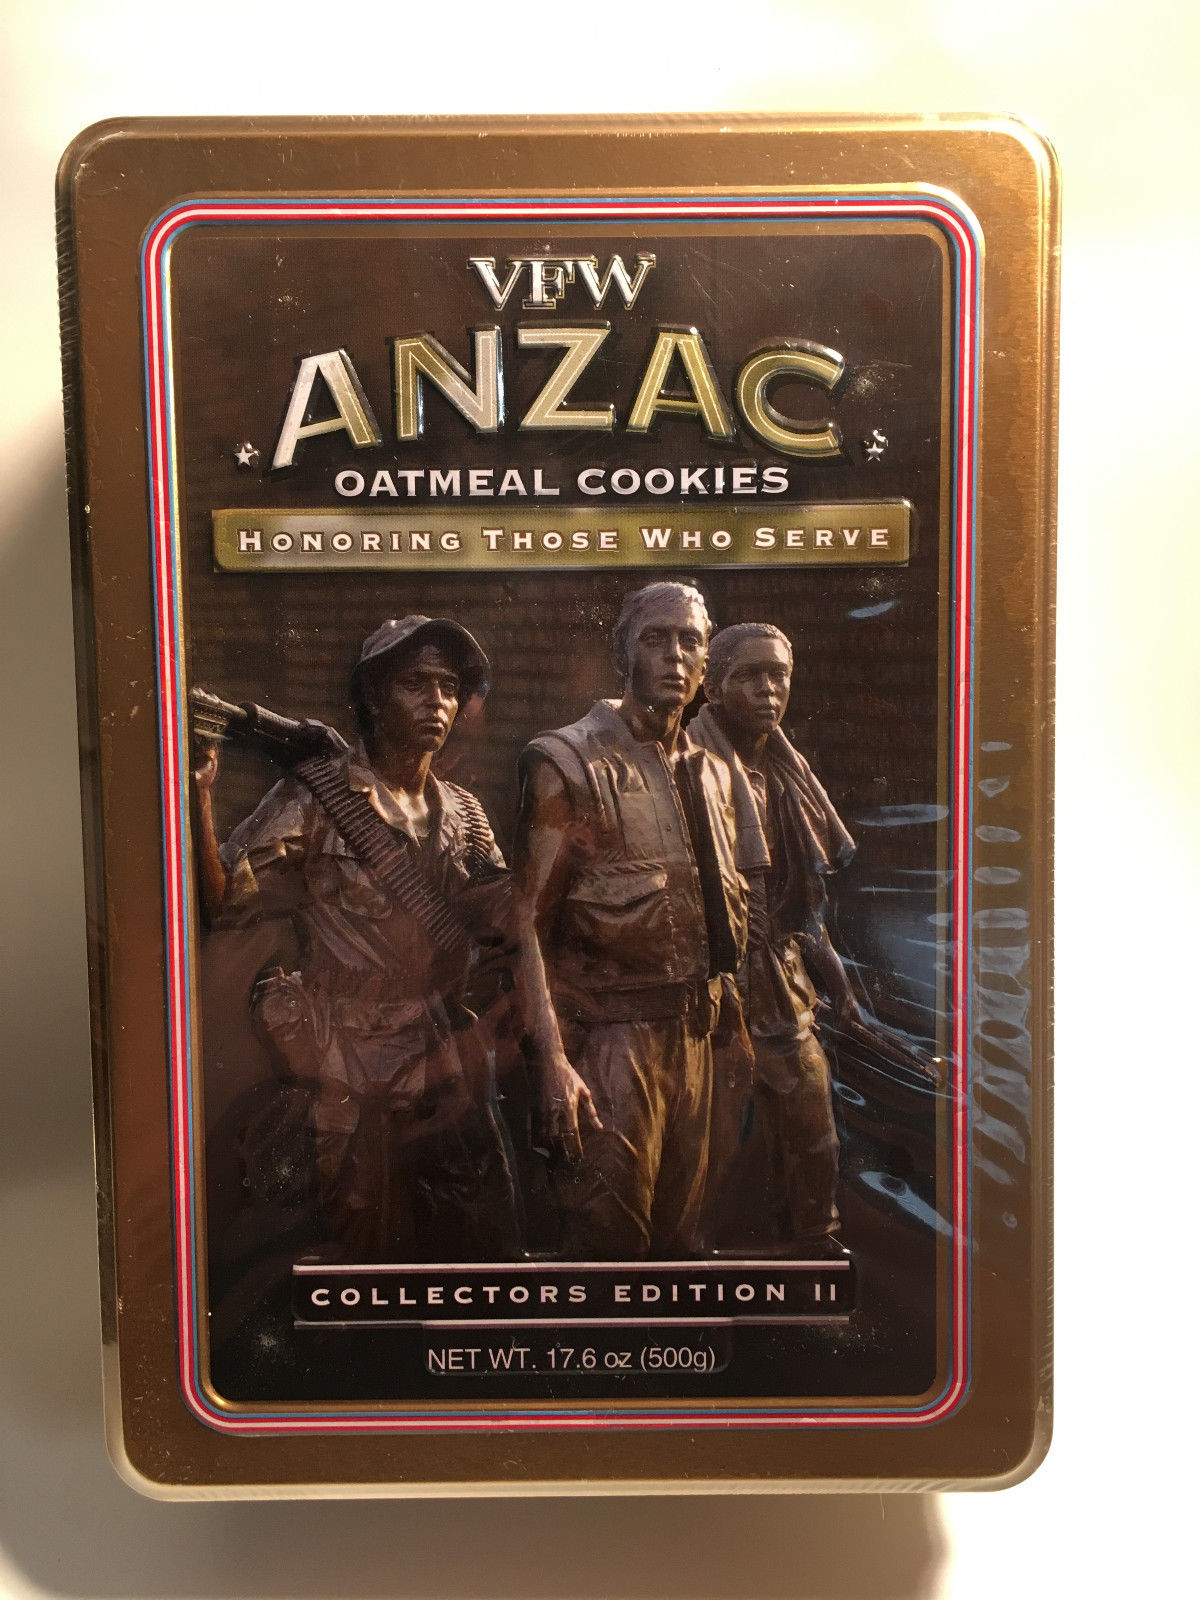 VFW
ANZAC
OATMEAL COOKIES
HONORING THOSE WHO SERVE
COLLECTORS EDITION II
NET WT. 17.6 oz (500g)